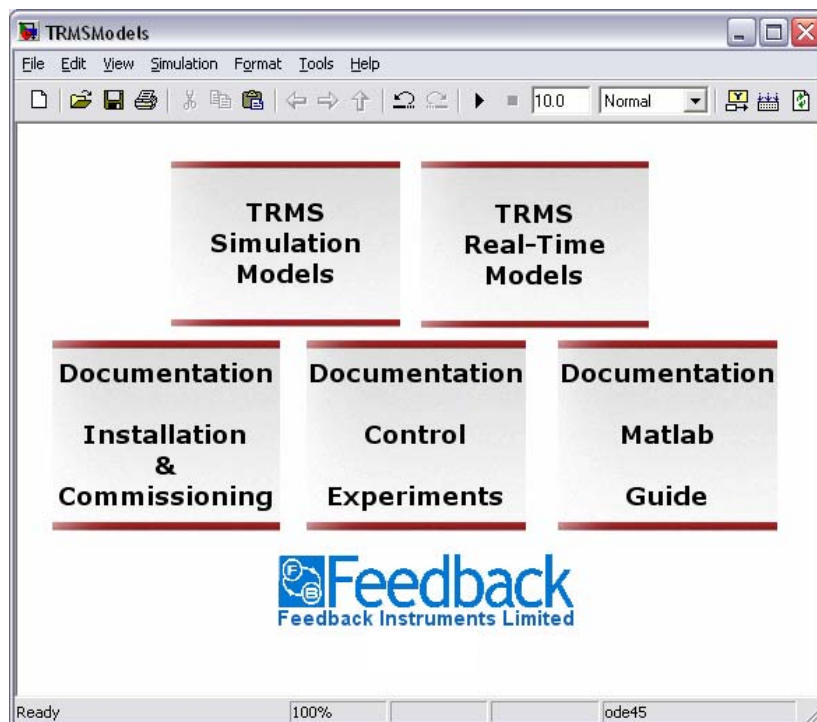 TRMSModels
File Edit View Simulation Format Tools Help
10.0 Normal
TRMS
Simulation
Models
TRMS
Real-Time
Models
Documentation
Installation
&
Commissioning
Documentation
Control
Experiments
Documentation
Matlab
Guide
F
B
Feedback
Feedback Instruments Limited
Ready 100% ode45